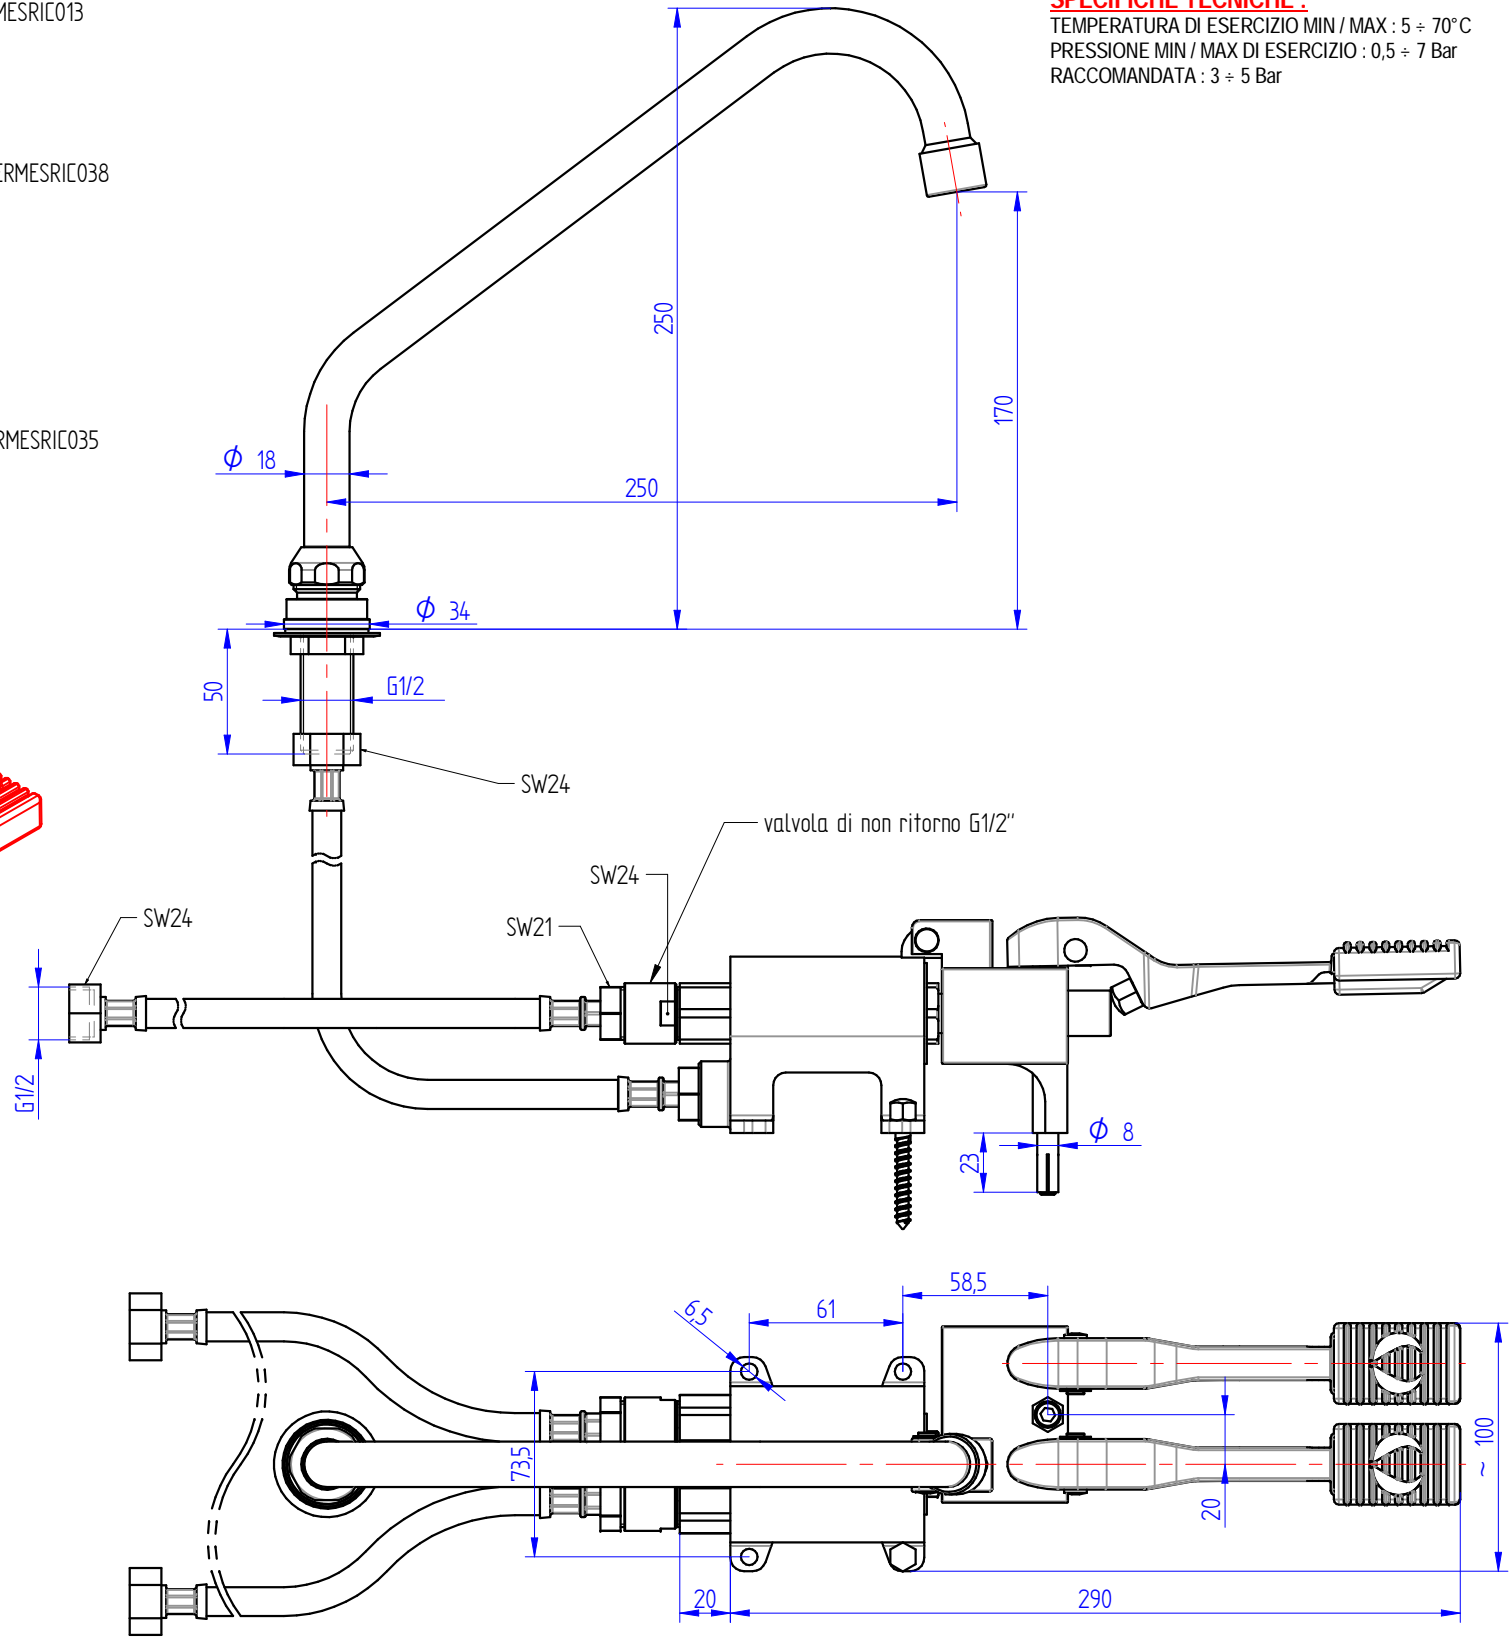 MESRIC013
SPECIFICHE TECNICHE :
TEMPERATURA DI ESERCIZIO MIN / MAX : 5 ÷ 70°C
PRESSIONE MIN / MAX DI ESERCIZIO : 0,5 ÷ 7 Bar
RACCOMANDATA : 3 ÷ 5 Bar
ERMESRIC038
250
170
RMESRIC035
Φ 18
250
Φ 34
50
G1/2
SW24
valvola di non ritorno G1/2"
SW24
SW24
SW21
G1/2
Φ 8
23
58,5
61
6,5
73,5
~ 100
20
20
290